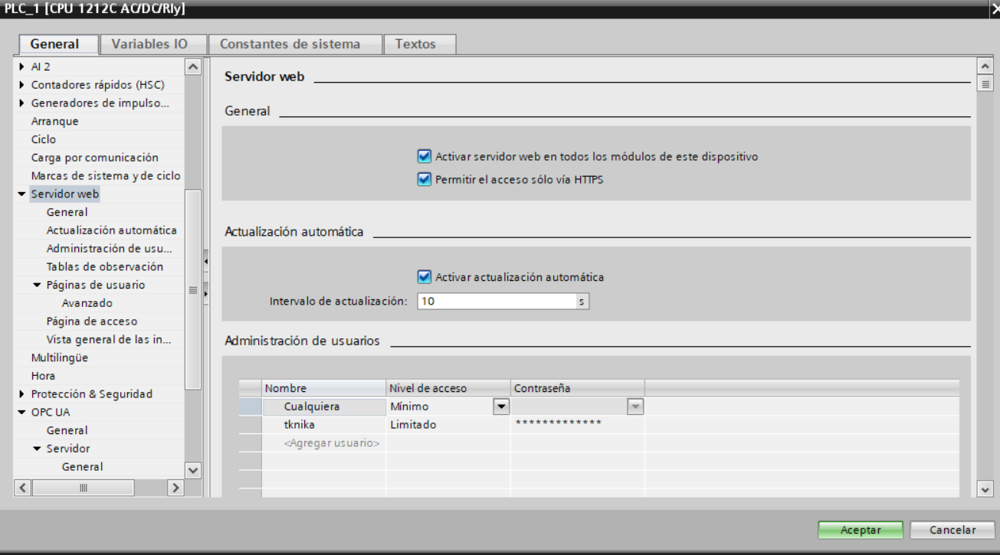 PLC_1 [CPU 1212C AC/DC/Rly]
General
Variables IO
Constantes de sistema
Textos
AI 2
Contadores rápidos (HSC)
Generadores de impulso...
Arranque
Ciclo
Carga por comunicación
Marcas de sistema y de ciclo
Servidor web
General
Actualización automática
Administración de usu...
Tablas de observación
Páginas de usuario
Avanzado
Página de acceso
Vista general de las in...
Multilingüe
Hora
Protección & Seguridad
OPC UA
General
Servidor
General
Servidor web
General
Activar servidor web en todos los módulos de este dispositivo
Permitir el acceso sólo vía HTTPS
Actualización automática
Activar actualización automática
Intervalo de actualización: 10 s
Administración de usuarios
Nombre Nivel de acceso Contraseña
Cualquiera Mínimo
tknika Limitado *************
<Agregar usuario>
Aceptar Cancelar